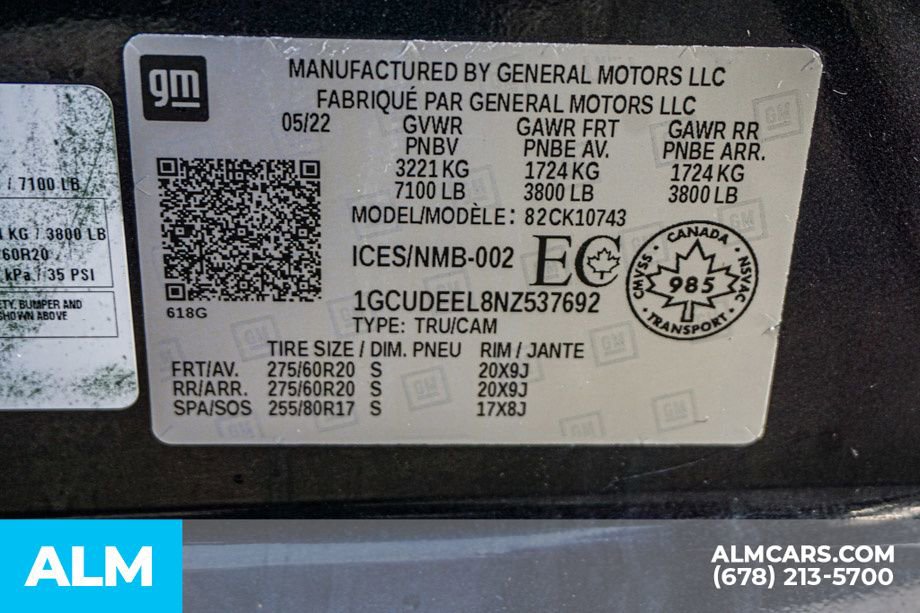 gm
MANUFACTURED BY GENERAL MOTORS LLC
FABRIQUÉ PAR GENERAL MOTORS LLC
05/22 GVWR GAWR FRT GAWR RR
PNBV PNBE AV. PNBE ARR.
3221 KG 1724 KG 1724 KG
7100 LB 3800 LB 3800 LB
MODEL/MODÈLE: 82CK10743
ICES/NMB-002 EC
CANADA
CMVSS 985 NSVAC
TRANSPORT
618G
1GCUDEEL8NZ537692
TYPE: TRU/CAM
TIRE SIZE / DIM. PNEU RIM / JANTE
FRT/AV. 275/60R20 S 20X9J
RR/ARR. 275/60R20 S 20X9J
SPA/SOS 255/80R17 S 17X8J
/ 7100 LB
KG / 3800 LB
60R20
kPa / 35 PSI
BUMPER AND
SHOWN ABOVE
ALM
ALMCARS.COM
(678) 213-5700